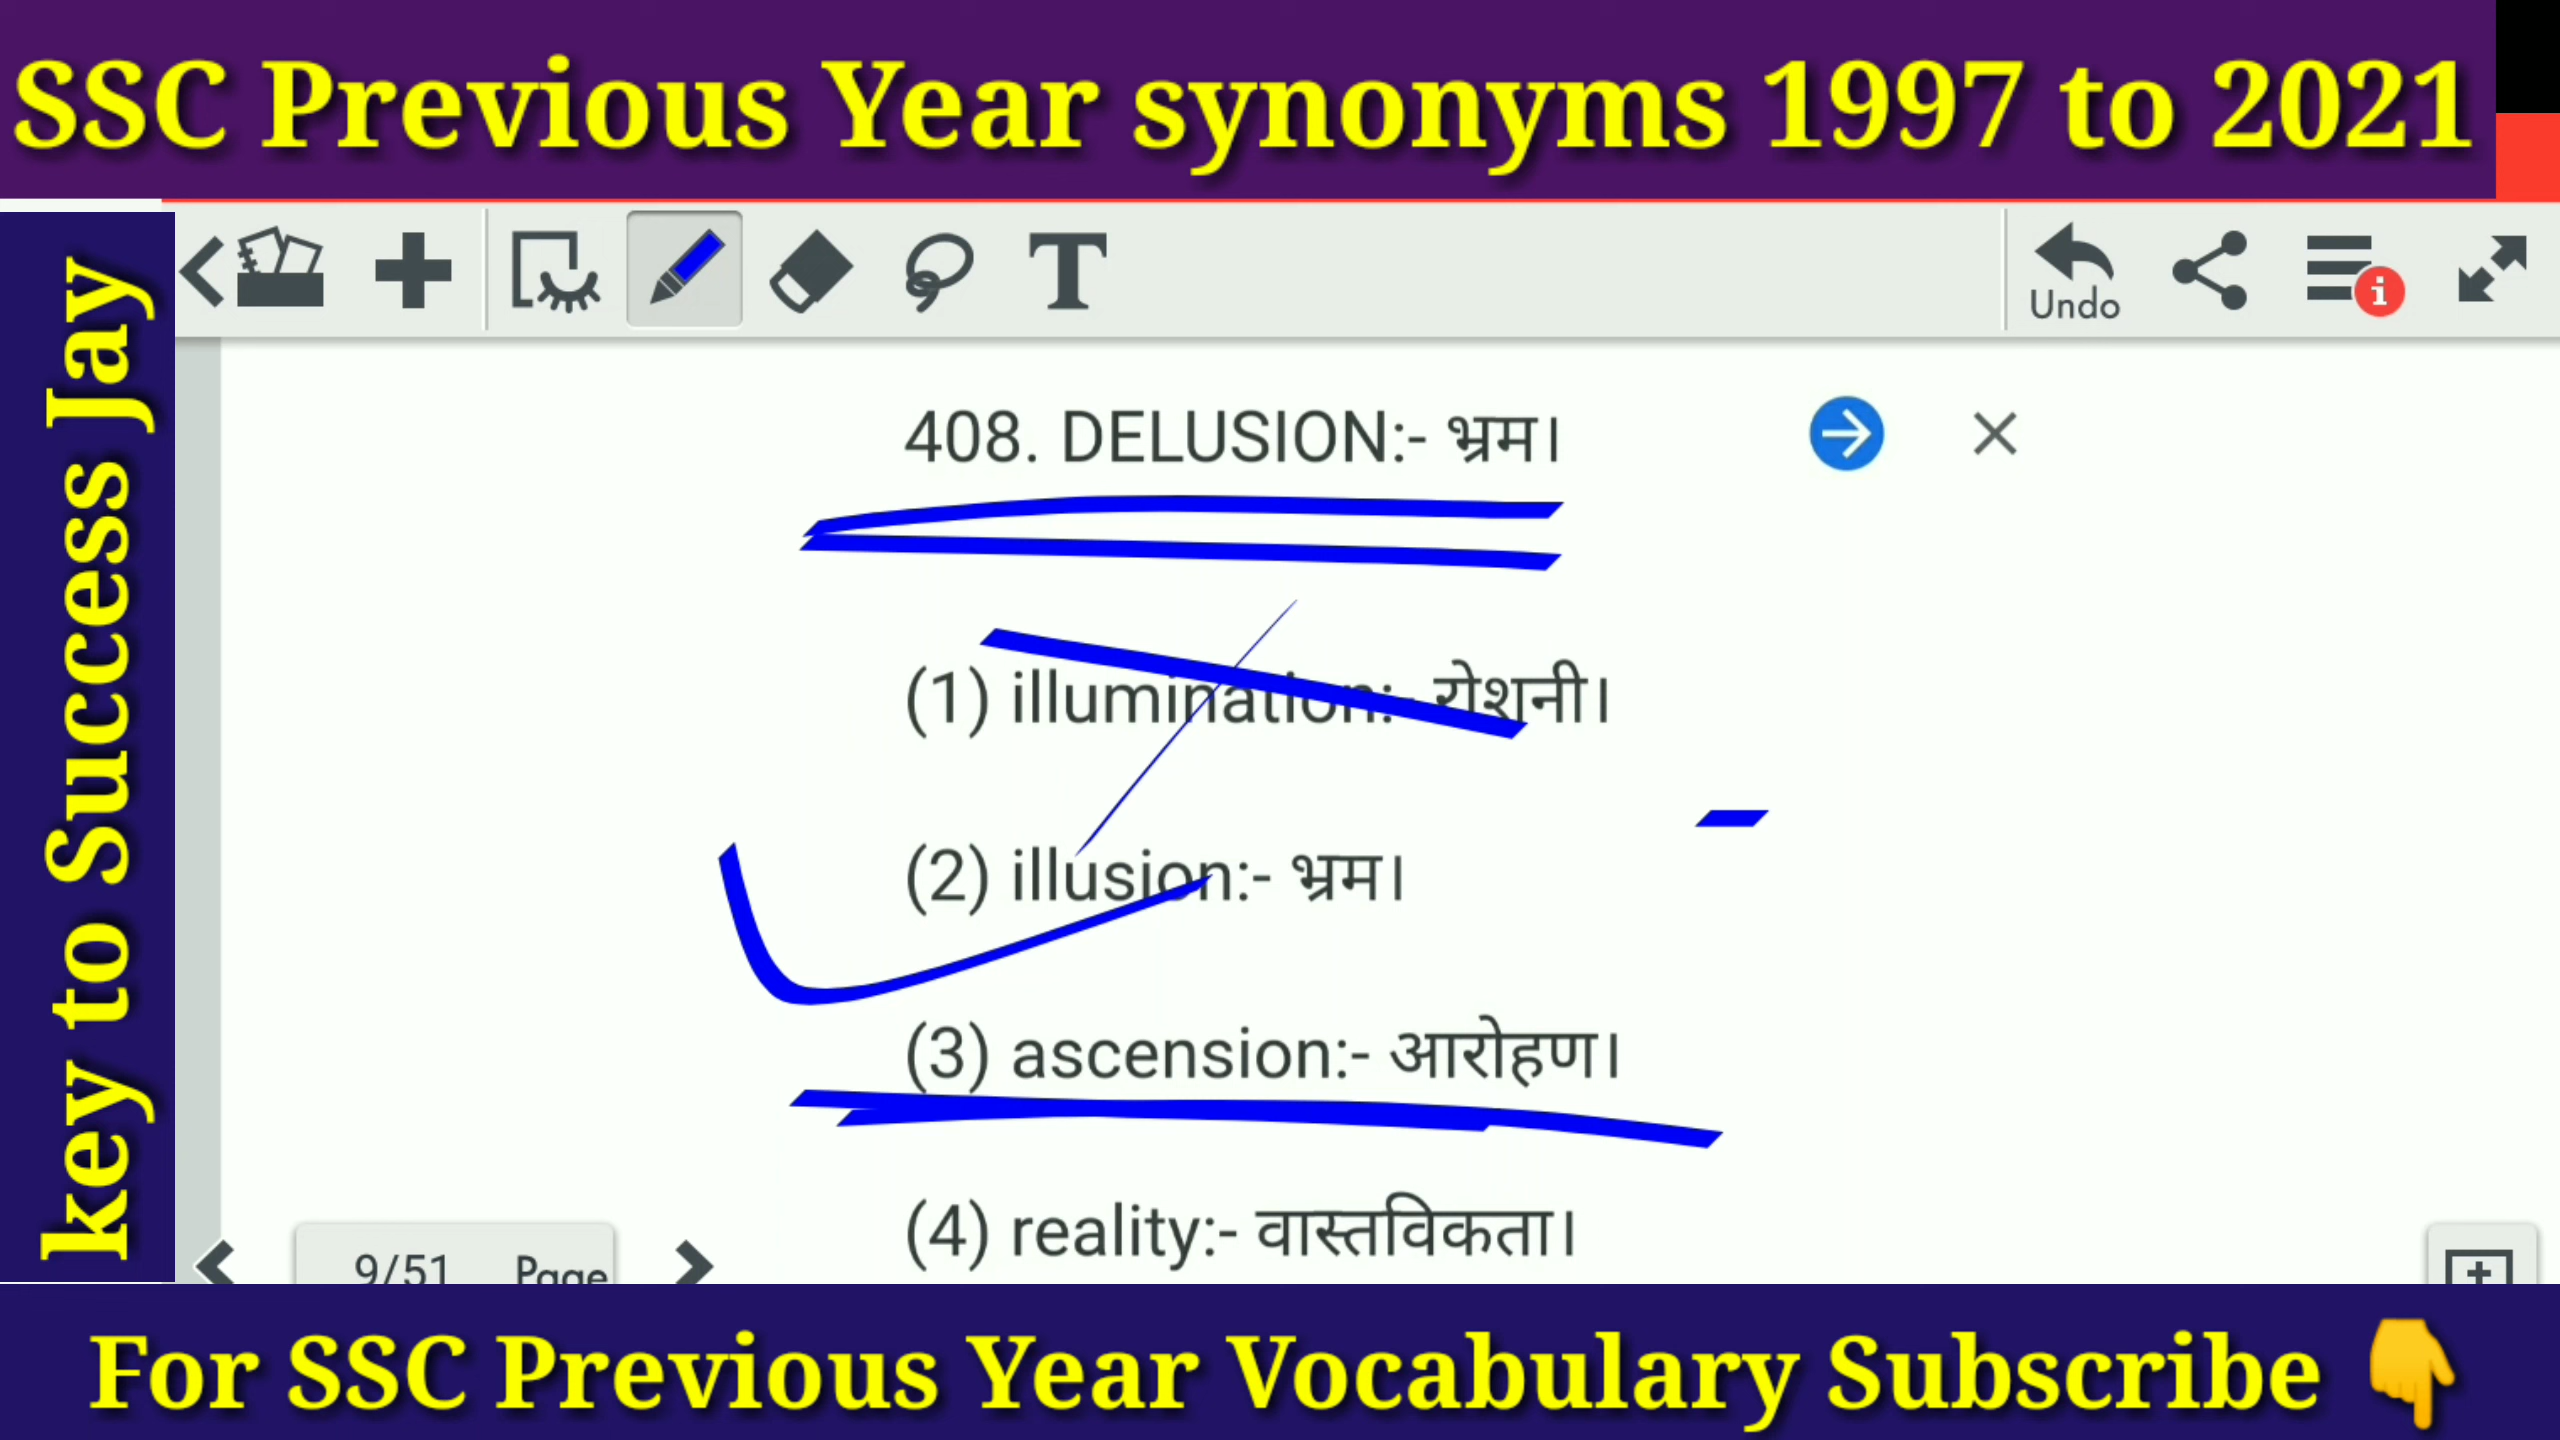 SSC Previous Year synonyms 1997 to 2021
key to Success Jay
Undo
408. DELUSION:- भ्रम।
(1) illumination:- रोशनी।
(2) illusion:- भ्रम।
(3) ascension:- आरोहण।
(4) reality:- वास्तविकता।
9/51 Page
For SSC Previous Year Vocabulary Subscribe